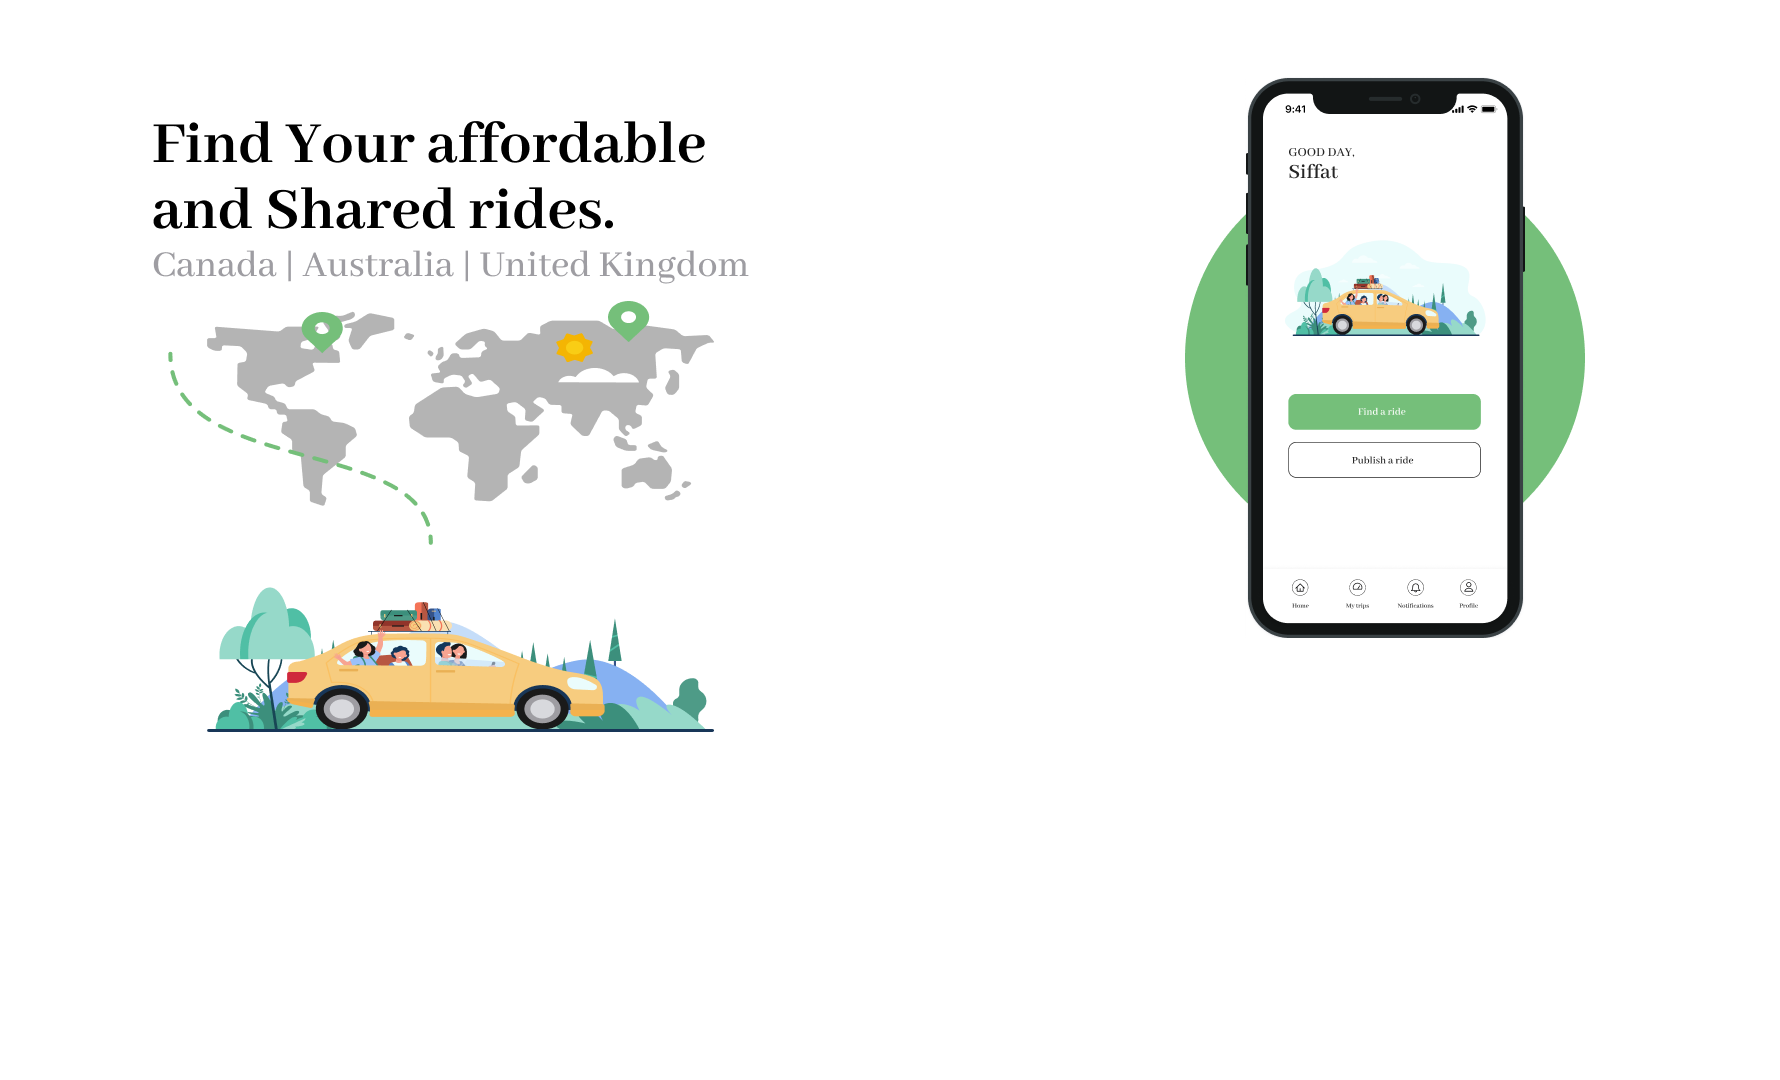 Find Your affordable
and Shared rides.
Canada | Australia | United Kingdom
9:41
GOOD DAY,
Siffat
Find a ride
Publish a ride
Home My trips Notifications Profile